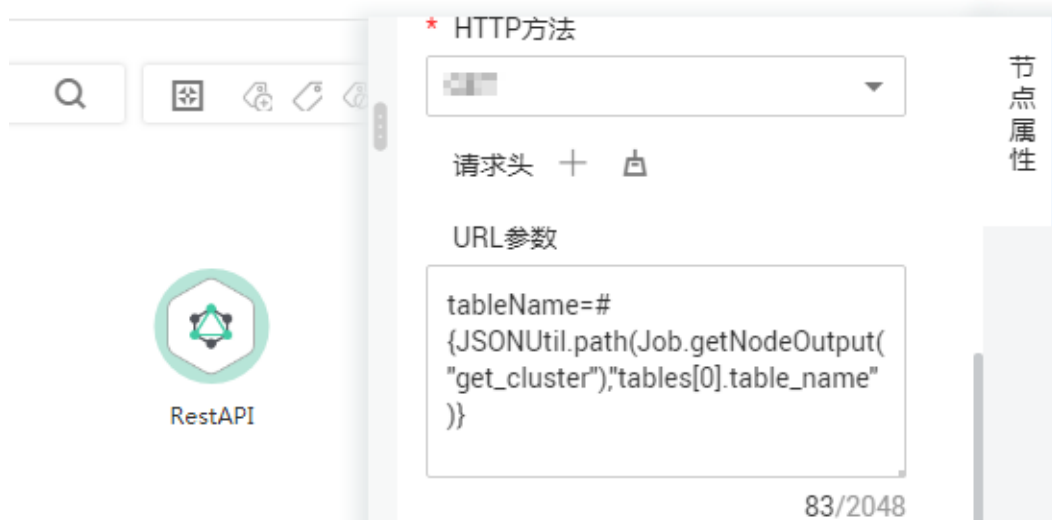 * HTTP方法
节点属性
请求头
URL参数
tableName=#
{JSONUtil.path(Job.getNodeOutput(
"get_cluster"),"tables[0].table_name"
)}
RestAPI
83/2048